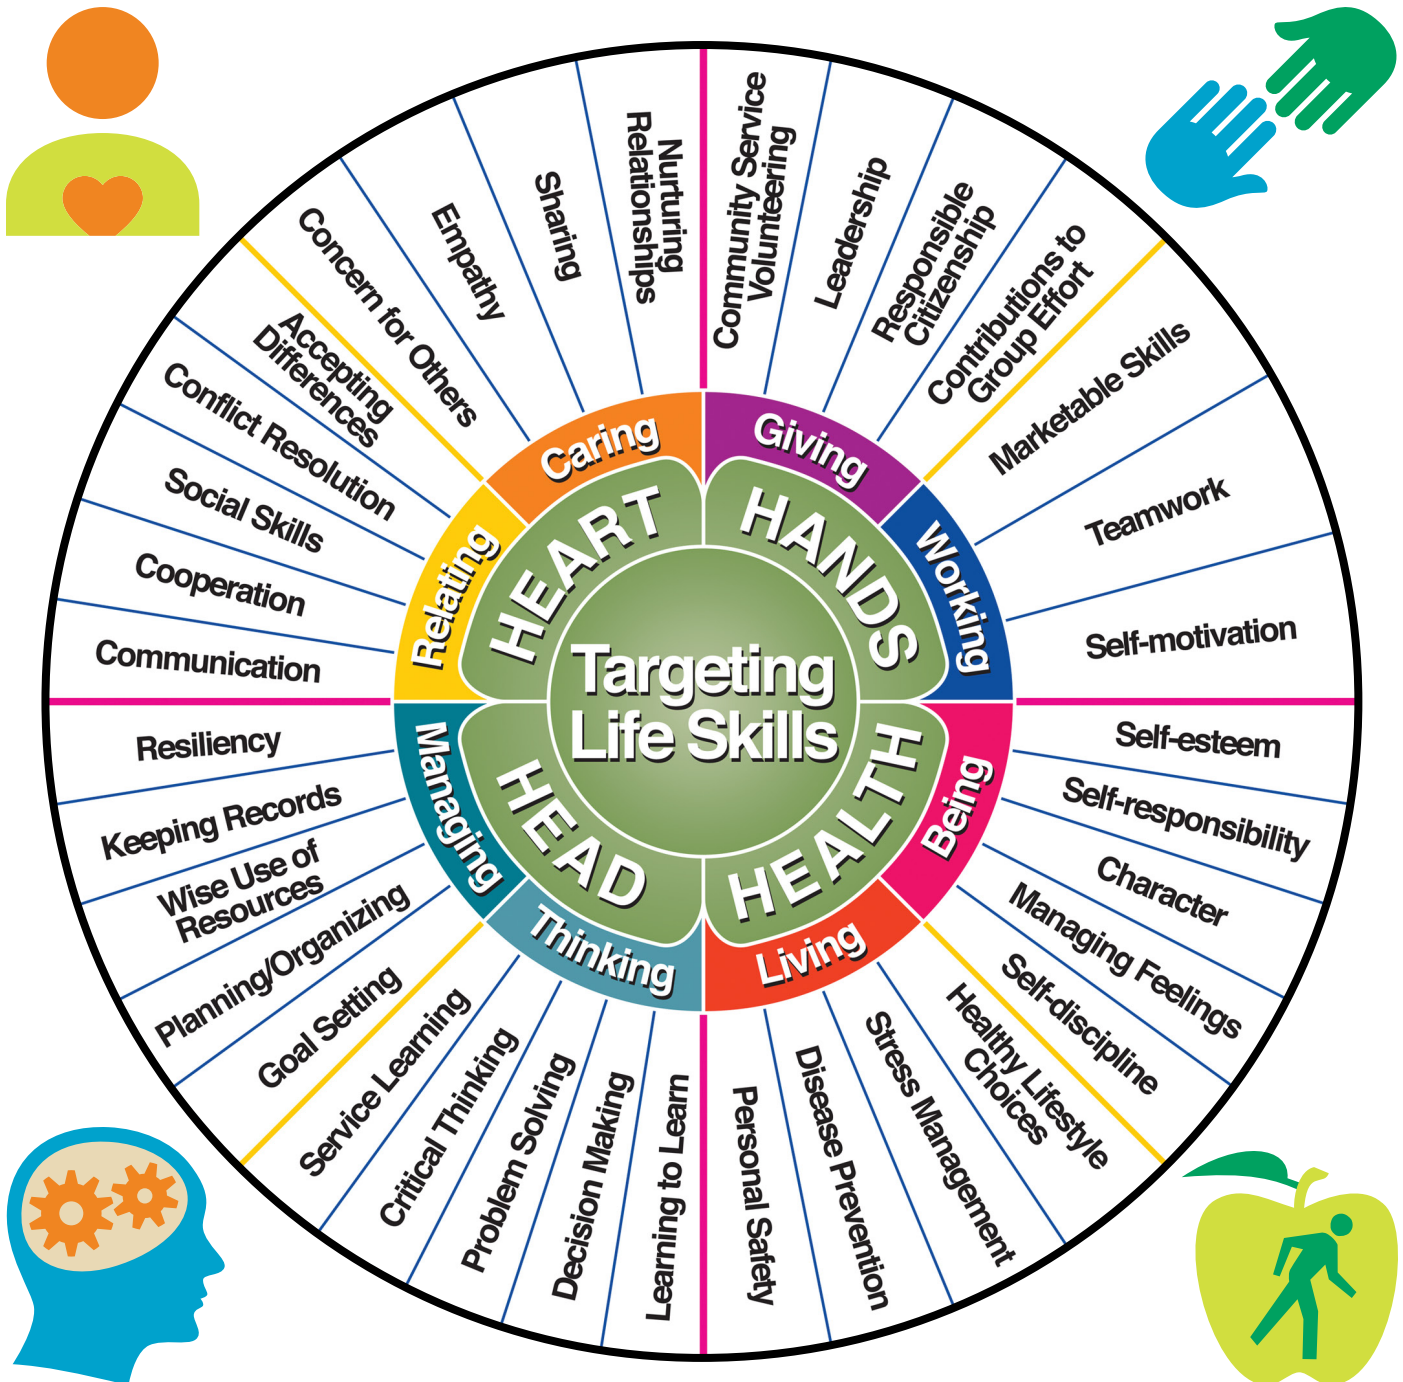 Targeting
Life Skills
HEART
HANDS
HEALTH
HEAD
Caring
Giving
Working
Being
Living
Thinking
Managing
Relating
Community Service
Volunteering
Leadership
Responsible
Citizenship
Contributions to
Group Effort
Marketable Skills
Teamwork
Self-motivation
Self-esteem
Self-responsibility
Character
Managing Feelings
Self-discipline
Healthy Lifestyle
Choices
Stress Management
Disease Prevention
Personal Safety
Learning to Learn
Decision Making
Problem Solving
Critical Thinking
Service Learning
Goal Setting
Planning/Organizing
Wise Use of
Resources
Keeping Records
Resiliency
Communication
Cooperation
Social Skills
Conflict Resolution
Accepting
Differences
Concern for Others
Empathy
Sharing
Nurturing
Relationships